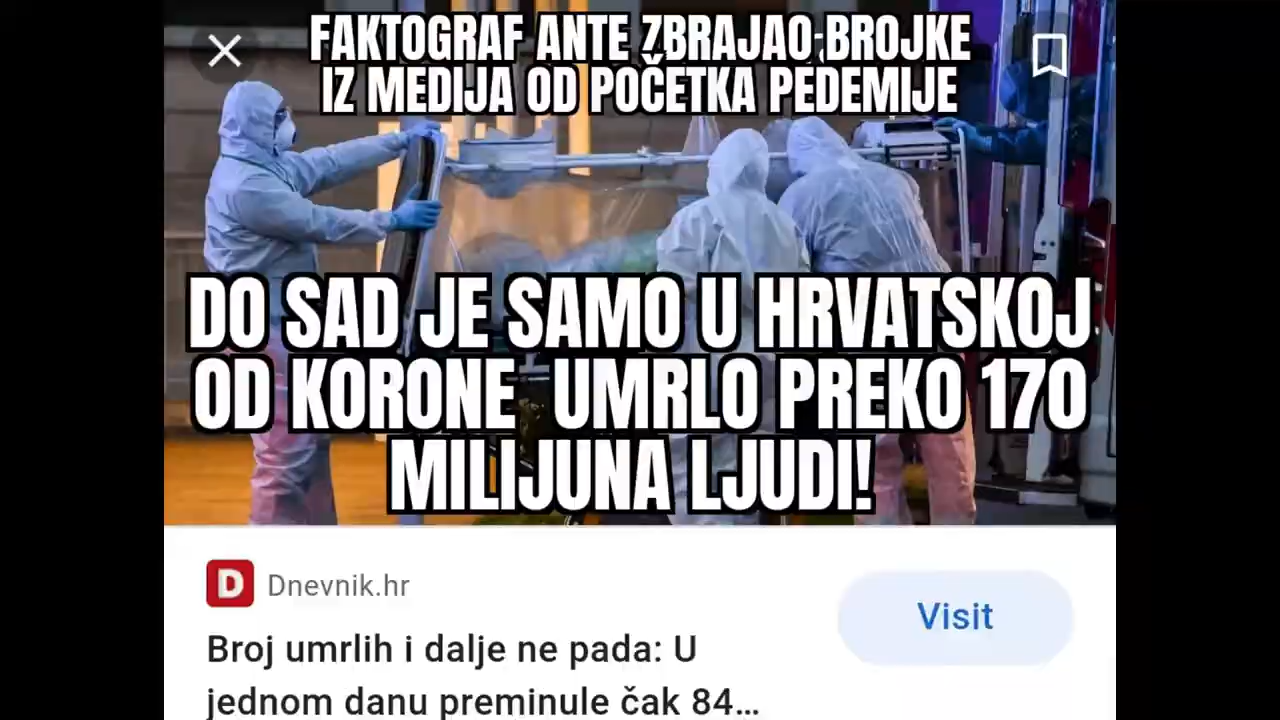 FAKTOGRAF ANTE ZBRAJAO BROJKE
IZ MEDIJA OD POČETKA PEDEMIJE
DO SAD JE SAMO U HRVATSKOJ
OD KORONE UMRLO PREKO 170
MILIJUNA LJUDI!
D Dnevnik.hr
Visit
Broj umrlih i dalje ne pada: U
jednom danu preminule čak 84...